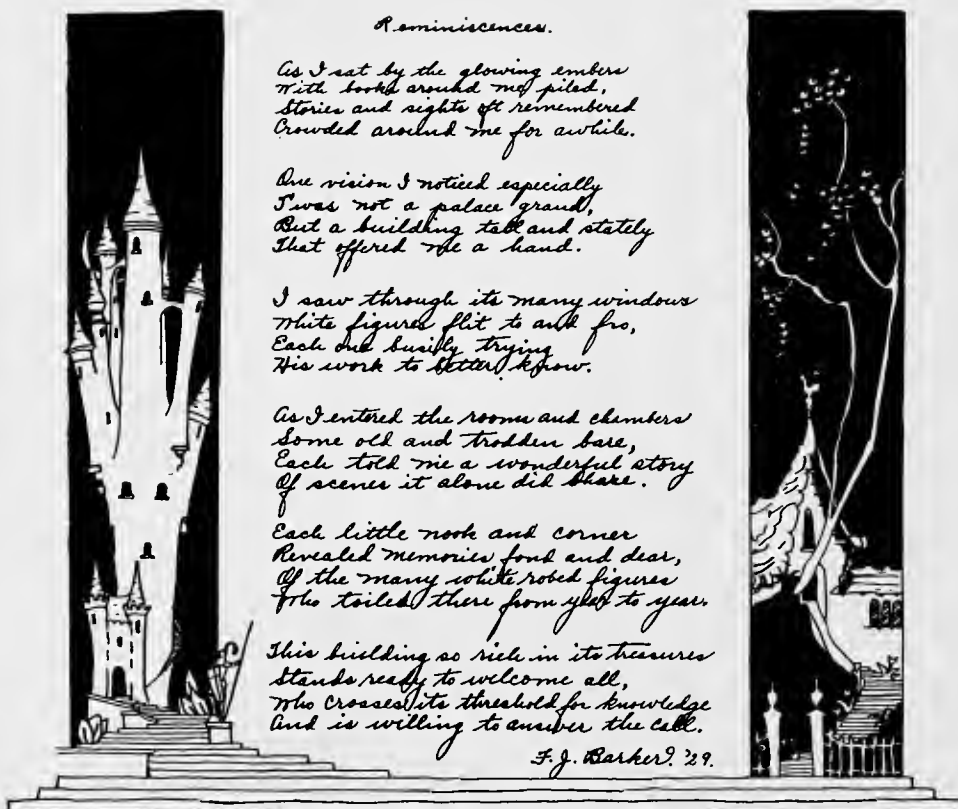 Reminiscences.
As I sat by the glowing embers
With books around me piled,
Stories and sights oft remembered
Crowded around me for awhile.
One vision I noticed especially
T'was not a palace grand,
But a building tall and stately
That offered me a hand.
I saw through its many windows
White figures flit to and fro,
Each one busily trying
His work to better know.
As I entered the rooms and chambers
Some old and trodden bare,
Each told me a wonderful story
Of scenes it alone did share.
Each little nook and corner
Revealed memories fond and dear,
Of the many white robed figures
Who toiled there from year to year.
This building so rich in its treasures
Stands ready to welcome all,
Who crosses its threshold for knowledge
And is willing to answer the call.
F. J. Barker. '29.